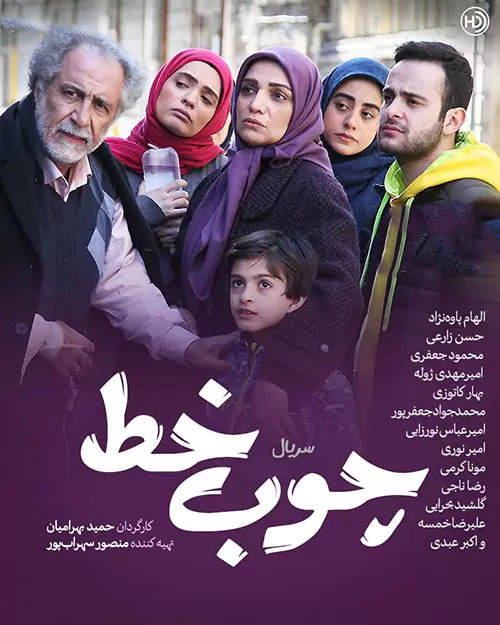 HD
الهام پاوه‌نژاد
حسن زارعی
محمود جعفری
امیرمهدی ژوله
بهار کاتوزی
محمدجواد جعفرپور
امیرعباس نورزایی
امیر نوری
مونا کرمی
رضا ناجی
گلشید بحرایی
علیرضا خمسه
و اکبر عبدی
سریال
چوب خط
کارگردان حمید بهرامیان
تهیه کننده منصور سهراب‌پور